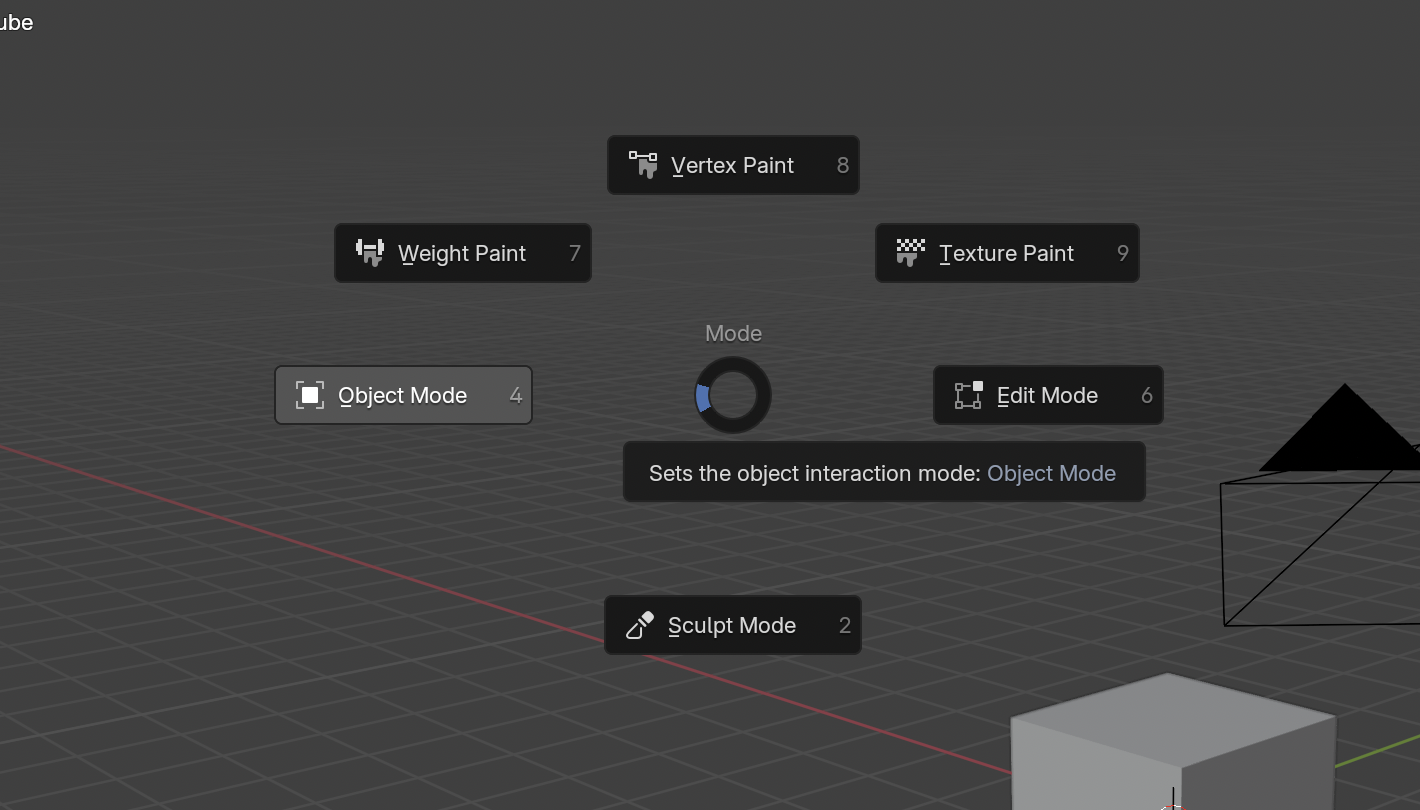 ube
Vertex Paint 8
Weight Paint 7
Texture Paint 9
Mode
Object Mode 4
Edit Mode 6
Sets the object interaction mode: Object Mode
Sculpt Mode 2